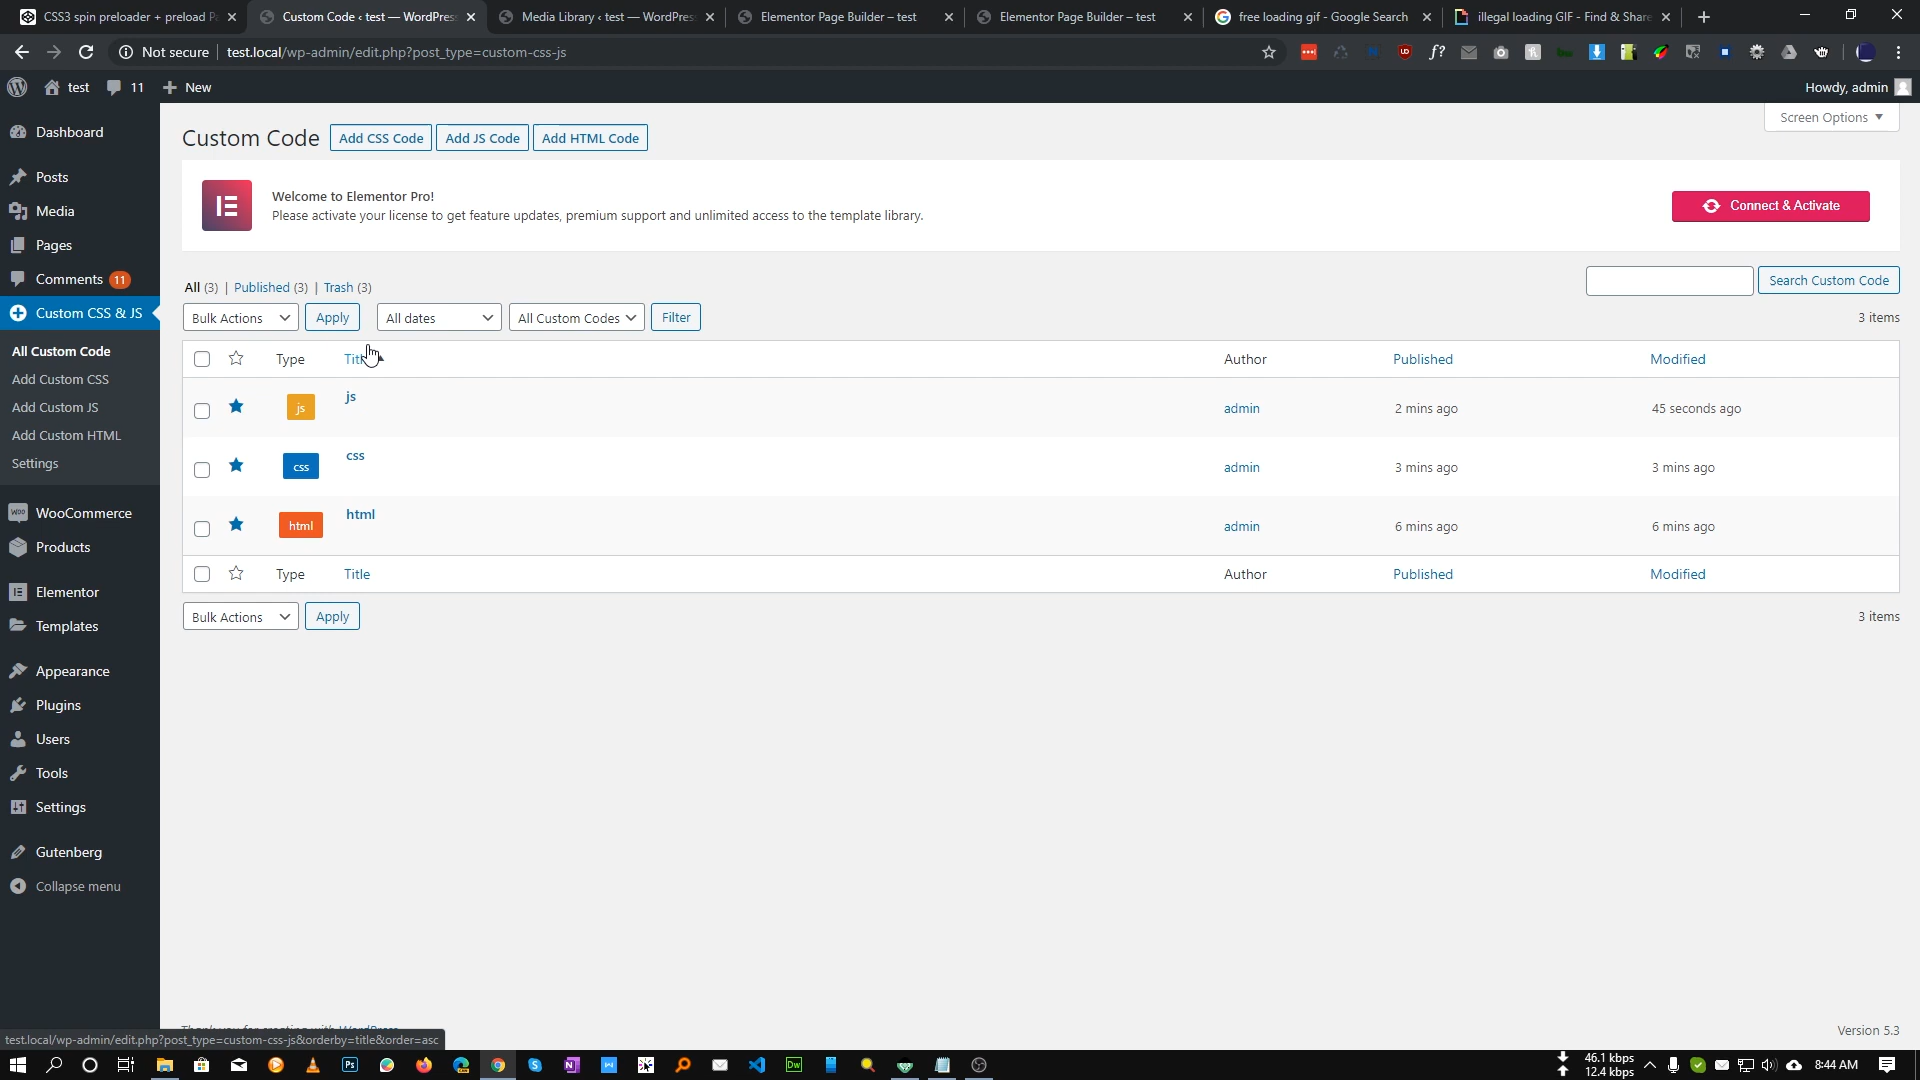 CSS3 spin preloader + preload P
Custom Code ‹ test — WordPress
Media Library ‹ test — WordPres
Elementor Page Builder – test
Elementor Page Builder – test
free loading gif - Google Search
illegal loading GIF - Find & Share
Not secure
test.local/wp-admin/edit.php?post_type=custom-css-js
test
11
New
Howdy, admin
Dashboard
Posts
Media
Pages
Comments 11
Custom CSS & JS
All Custom Code
Add Custom CSS
Add Custom JS
Add Custom HTML
Settings
WooCommerce
Products
Elementor
Templates
Appearance
Plugins
Users
Tools
Settings
Gutenberg
Collapse menu
Screen Options
Custom Code Add CSS Code Add JS Code Add HTML Code
Welcome to Elementor Pro!
Please activate your license to get feature updates, premium support and unlimited access to the template library.
Connect & Activate
All (3) | Published (3) | Trash (3)
Search Custom Code
Bulk Actions Apply All dates All Custom Codes Filter
3 items
Type Title Author Published Modified
js js admin 2 mins ago 45 seconds ago
css css admin 3 mins ago 3 mins ago
html html admin 6 mins ago 6 mins ago
Type Title Author Published Modified
Bulk Actions Apply
3 items
Version 5.3
test.local/wp-admin/edit.php?post_type=custom-css-js&orderby=title&order=asc
46.1 kbps
12.4 kbps
8:44 AM